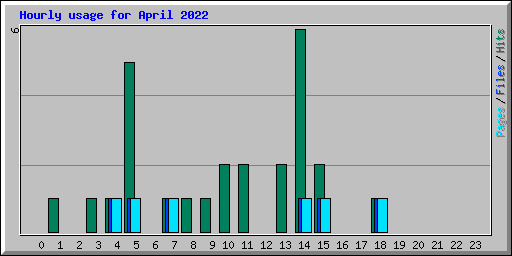 Hourly usage for April 2022
6
Pages/Files/Hits
0 1 2 3 4 5 6 7 8 9 10 11 12 13 14 15 16 17 18 19 20 21 22 23